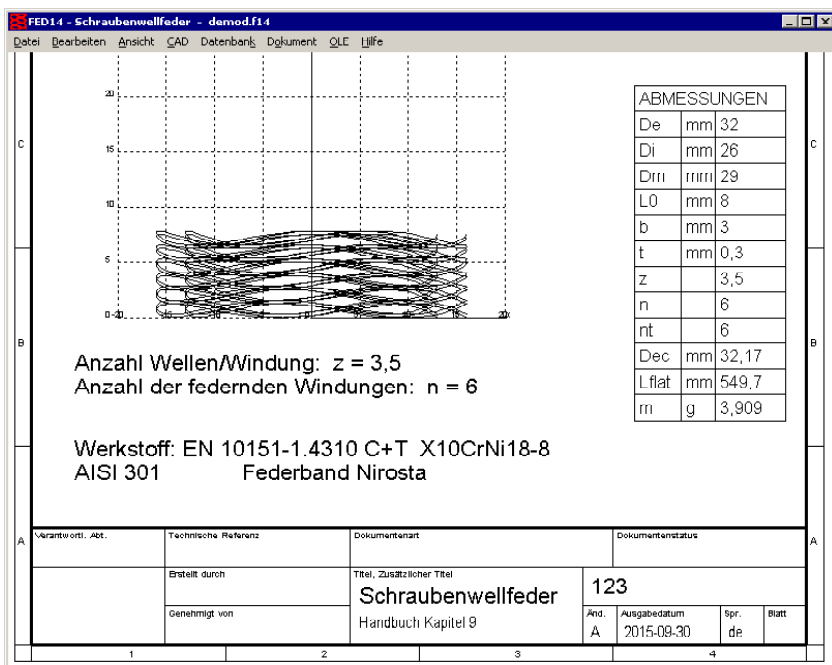 FED14 - Schraubenwellfeder - demod.f14
Datei Bearbeiten Ansicht CAD Datenbank Dokument OLE Hilfe
20
15
10
5
0
ABMESSUNGEN
De mm 32
Di mm 26
Dm mm 29
L0 mm 8
b mm 3
t mm 0,3
z 3,5
n 6
nt 6
Dec mm 32,17
Lflat mm 549,7
m g 3,909
C
C
B
B
Anzahl Wellen/Windung: z = 3,5
Anzahl der federnden Windungen: n = 6
Werkstoff: EN 10151-1.4310 C+T X10CrNi18-8
AISI 301 Federband Nirosta
A
A
Verantwortl. Abt.
Technische Referenz
Dokumentenart
Dokumentenstatus
Erstellt durch
Titel, Zusätzlicher Titel
Schraubenwellfeder
Handbuch Kapitel 9
123
Genehmigt von
Änd.
A
Ausgabedatum
2015-09-30
Spr.
de
Blatt
1 2 3 4